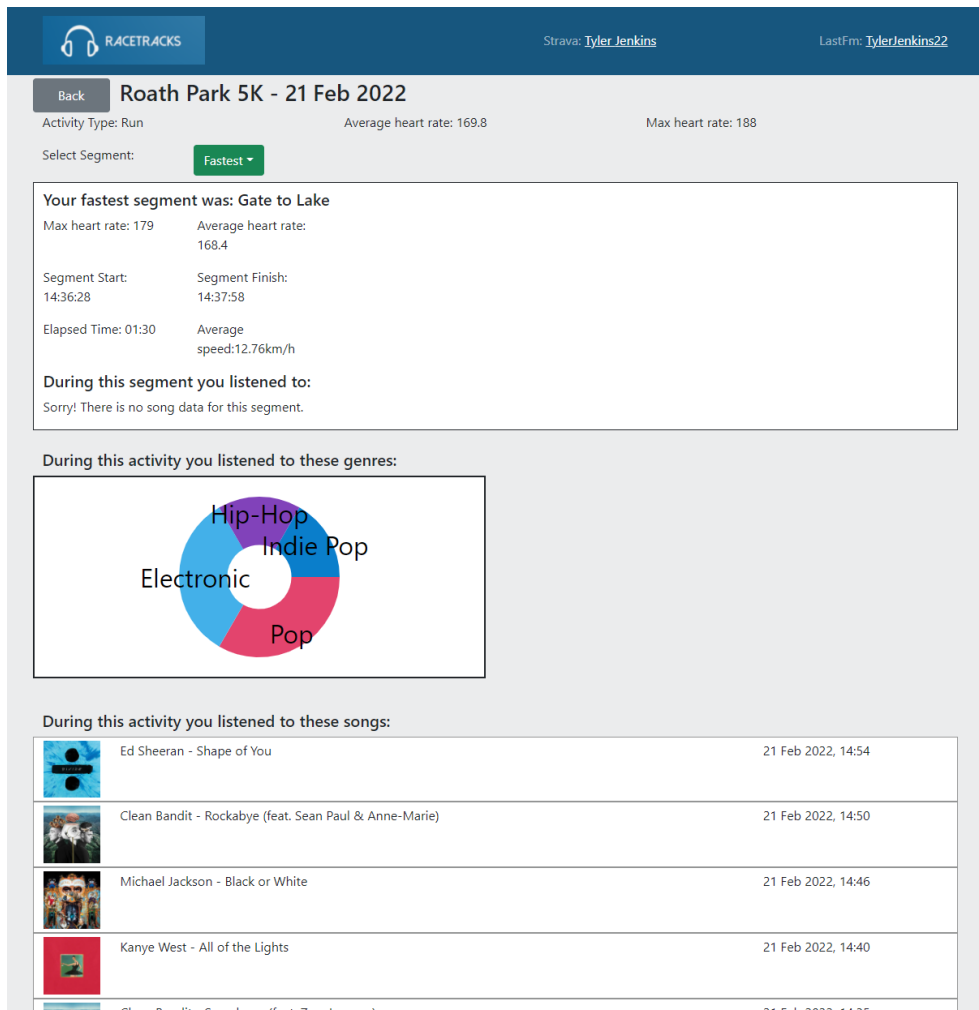 RACETRACKS
Strava: Tyler Jenkins
LastFm: TylerJenkins22
Back
Roath Park 5K - 21 Feb 2022
Activity Type: Run
Average heart rate: 169.8
Max heart rate: 188
Select Segment:
Fastest
Your fastest segment was: Gate to Lake
Max heart rate: 179
Average heart rate:
168.4
Segment Start:
14:36:28
Segment Finish:
14:37:58
Elapsed Time: 01:30
Average
speed:12.76km/h
During this segment you listened to:
Sorry! There is no song data for this segment.
During this activity you listened to these genres:
Hip-Hop
Indie Pop
Electronic
Pop
During this activity you listened to these songs:
Ed Sheeran - Shape of You
21 Feb 2022, 14:54
Clean Bandit - Rockabye (feat. Sean Paul & Anne-Marie)
21 Feb 2022, 14:50
Michael Jackson - Black or White
21 Feb 2022, 14:46
Kanye West - All of the Lights
21 Feb 2022, 14:40